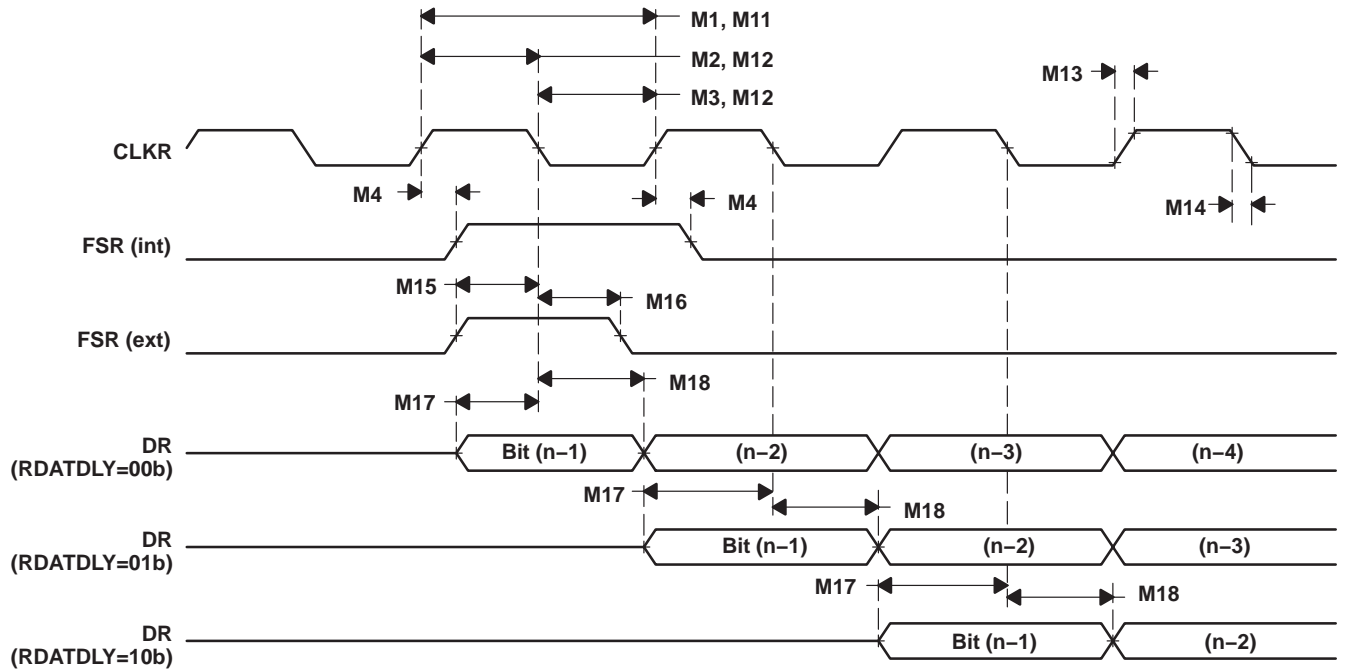 M1, M11
M2, M12
M3, M12
M13
CLKR
M4
M4
M14
FSR (int)
M15
M16
FSR (ext)
M18
M17
DR
(RDATDLY=00b)
Bit (n−1)
(n−2)
(n−3)
(n−4)
M17
M18
DR
(RDATDLY=01b)
Bit (n−1)
(n−2)
(n−3)
M17
M18
DR
(RDATDLY=10b)
Bit (n−1)
(n−2)